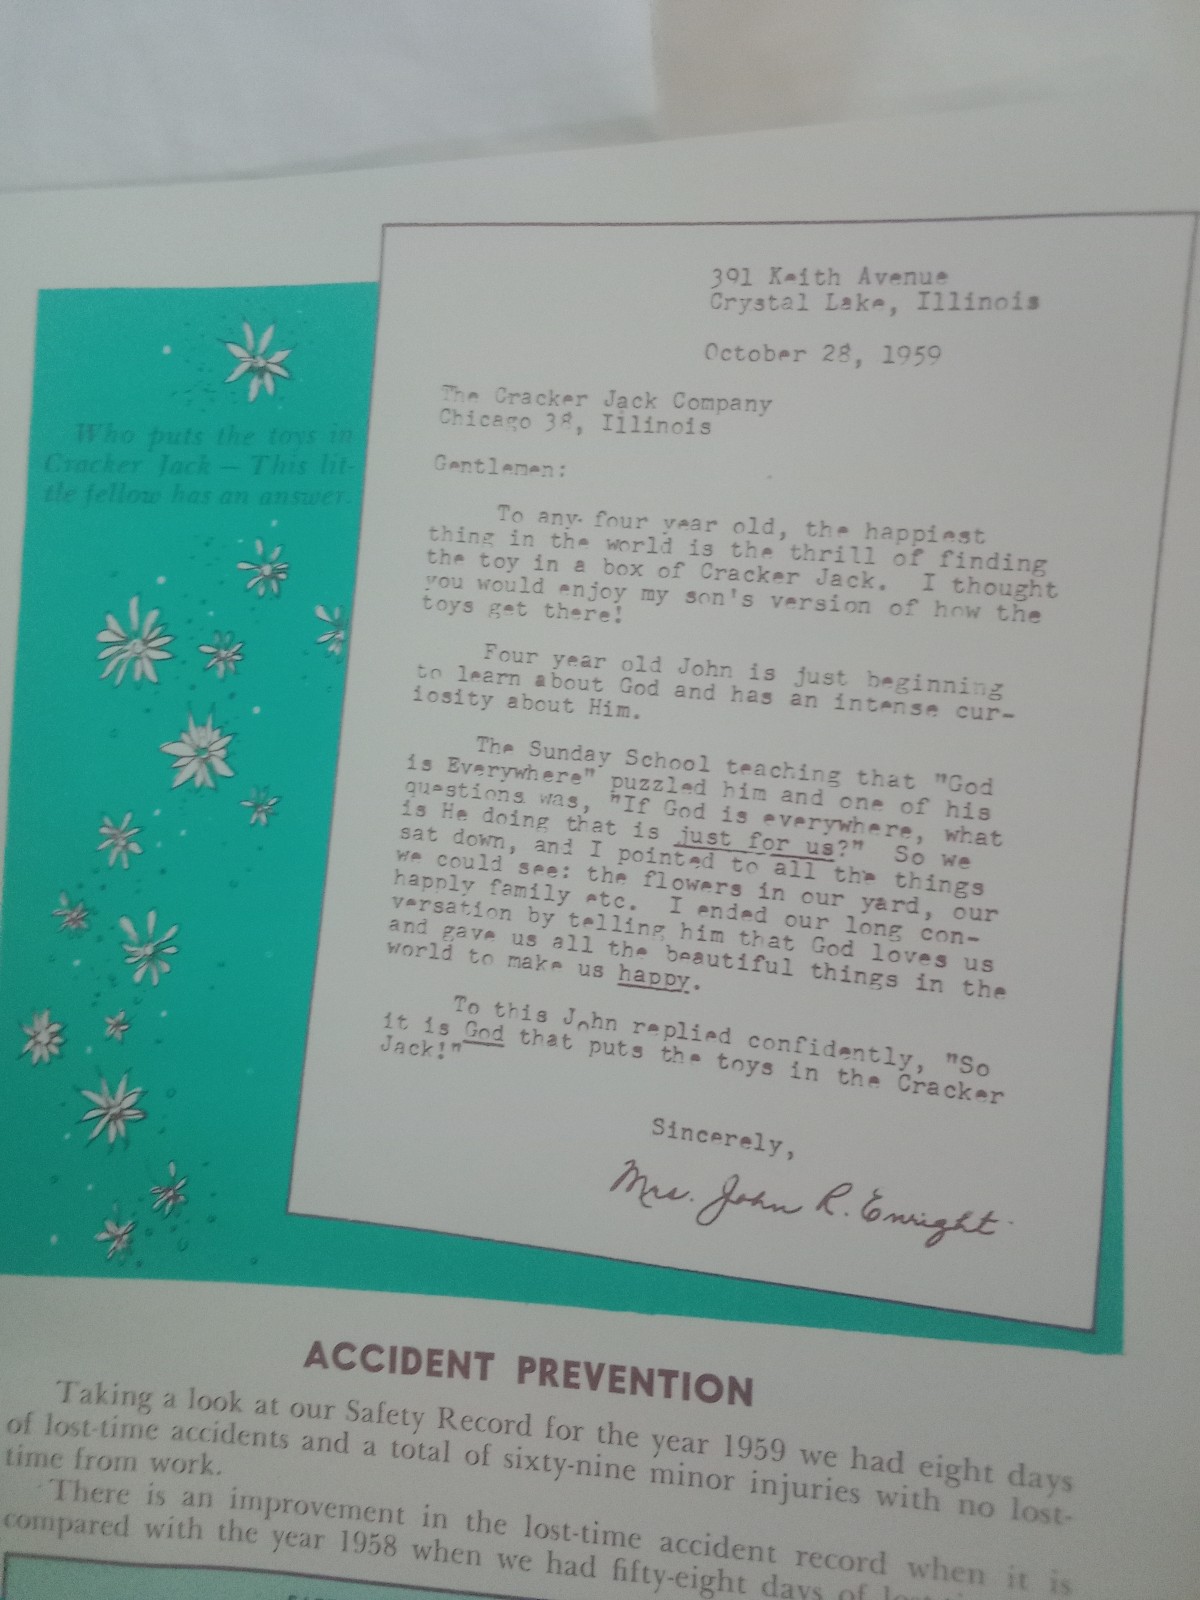 391 Keith Avenue
Crystal Lake, Illinois
October 28, 1959
The Cracker Jack Company
Chicago 38, Illinois
Gentlemen:
Who puts the toys in
Cracker Jack — This lit-
tle fellow has an answer.
To any four year old, the happiest
thing in the world is the thrill of finding
the toy in a box of Cracker Jack. I thought
you would enjoy my son's version of how the
toys get there!
Four year old John is just beginning
to learn about God and has an intense cur-
iosity about Him.
The Sunday School teaching that "God
is Everywhere" puzzled him and one of his
questions was, "If God is everywhere, what
is He doing that is just for us?" So we
sat down, and I pointed to all the things
we could see: the flowers in our yard, our
happly family etc. I ended our long con-
versation by telling him that God loves us
and gave us all the beautiful things in the
world to make us happy.
To this John replied confidently, "So
it is God that puts the toys in the Cracker
Jack!"
Sincerely,
Mrs. John R. Enright
ACCIDENT PREVENTION
Taking a look at our Safety Record for the year 1959 we had eight days
of lost-time accidents and a total of sixty-nine minor injuries with no lost-
time from work.
There is an improvement in the lost-time accident record when it is
compared with the year 1958 when we had fifty-eight days of